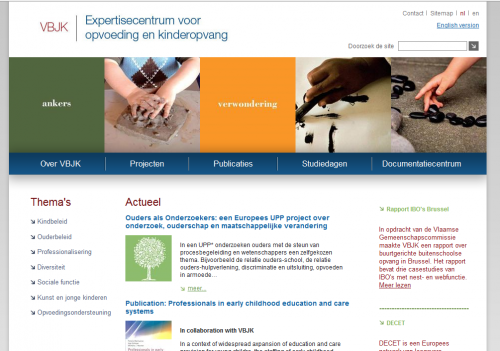 Contact | Sitemap | nl | en
English version
VBJK
Expertisecentrum voor
opvoeding en kinderopvang
Doorzoek de site
ankers
verwondering
Over VBJK
Projecten
Publicaties
Studiedagen
Documentatiecentrum
Thema's
Kindbeleid
Ouderbeleid
Professionalisering
Diversiteit
Sociale functie
Kunst en jonge kinderen
Opvoedingsondersteuning
Actueel
Ouders als Onderzoekers: een Europees UPP project over
onderzoek, ouderschap en maatschappelijke verandering
In een UPP* onderzoeken ouders met de steun van
procesbegeleiding en wetenschappers een zelfgekozen
thema. Bijvoorbeeld de relatie ouders-school, de relatie
ouders-hulpverlening, discriminatie en uitsluiting, opvoeden
in armoede...
meer...
Publication: Professionals in early childhood education and care
systems
Professionals in early
In collaboration with VBJK
In a context of widespread expansion of education and care
Rapport IBO's Brussel
In opdracht van de Vlaamse
Gemeenschapscommissie
maakte VBJK een rapport over
buurtgerichte buitenschoolse
opvang in Brussel. Het rapport
bevat drie casestudies van
IBO's met nest- en webfunctie.
Meer lezen
DECET
DECET is een Europees